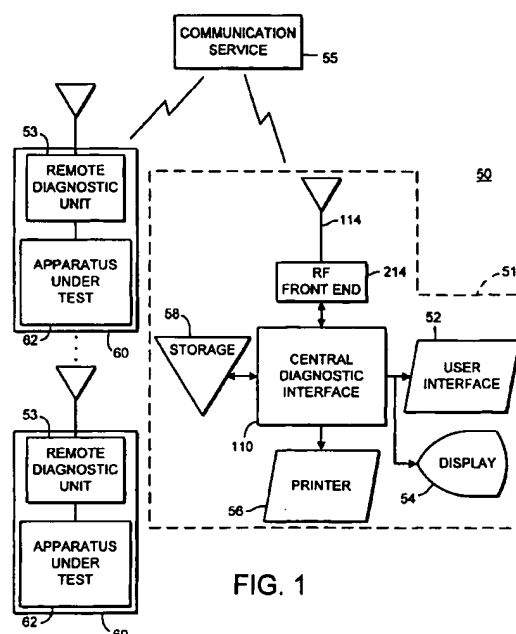 COMMUNICATION
SERVICE
55
53
REMOTE
DIAGNOSTIC
UNIT
APPARATUS
UNDER
TEST
62
60
50
114
RF
FRONT END
214
51
58
STORAGE
CENTRAL
DIAGNOSTIC
INTERFACE
52
USER
INTERFACE
110
DISPLAY
54
PRINTER
56
53
REMOTE
DIAGNOSTIC
UNIT
APPARATUS
UNDER
TEST
62
60
FIG. 1